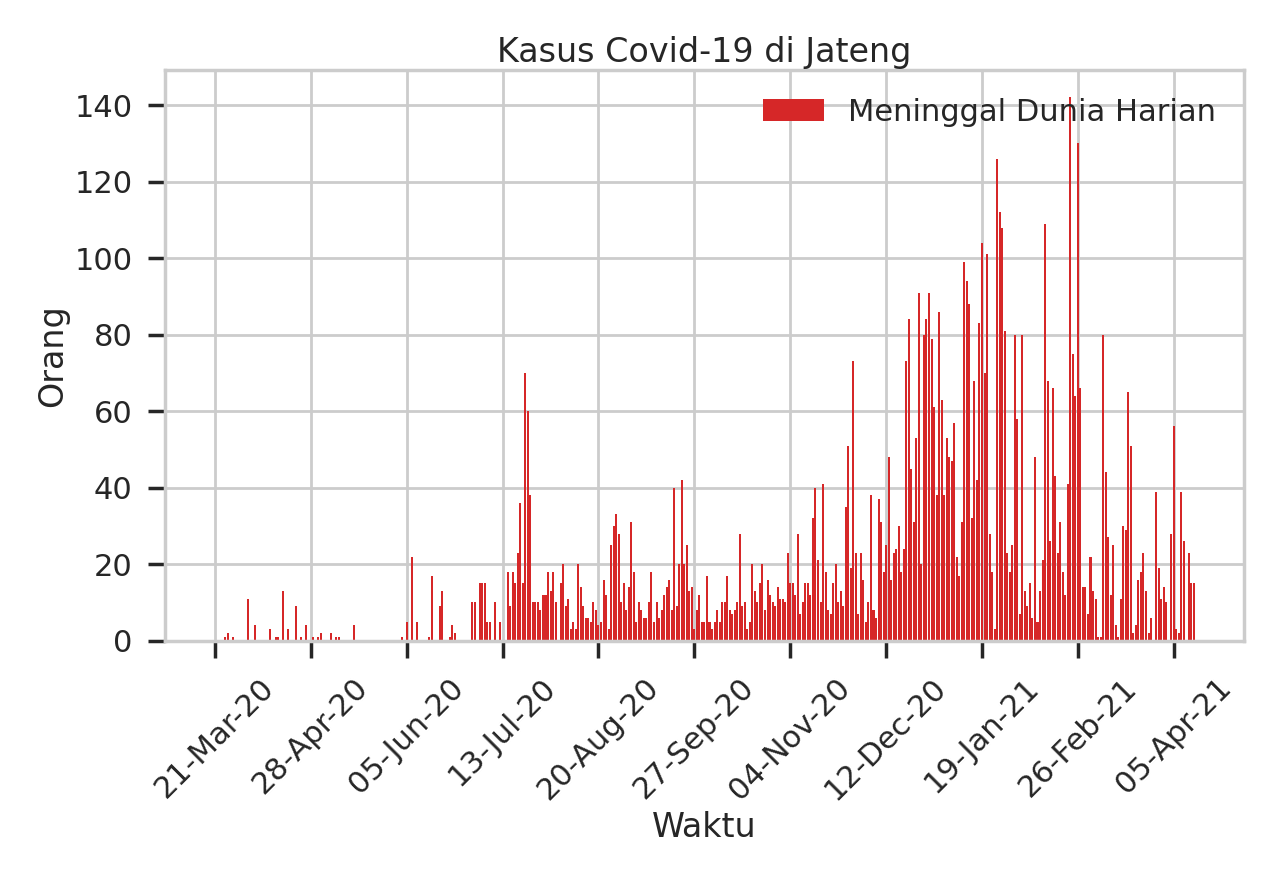 Kasus Covid-19 di Jateng
Meninggal Dunia Harian
Orang
140
120
100
80
60
40
20
0
21-Mar-20
28-Apr-20
05-Jun-20
13-Jul-20
20-Aug-20
27-Sep-20
04-Nov-20
12-Dec-20
19-Jan-21
26-Feb-21
05-Apr-21
Waktu